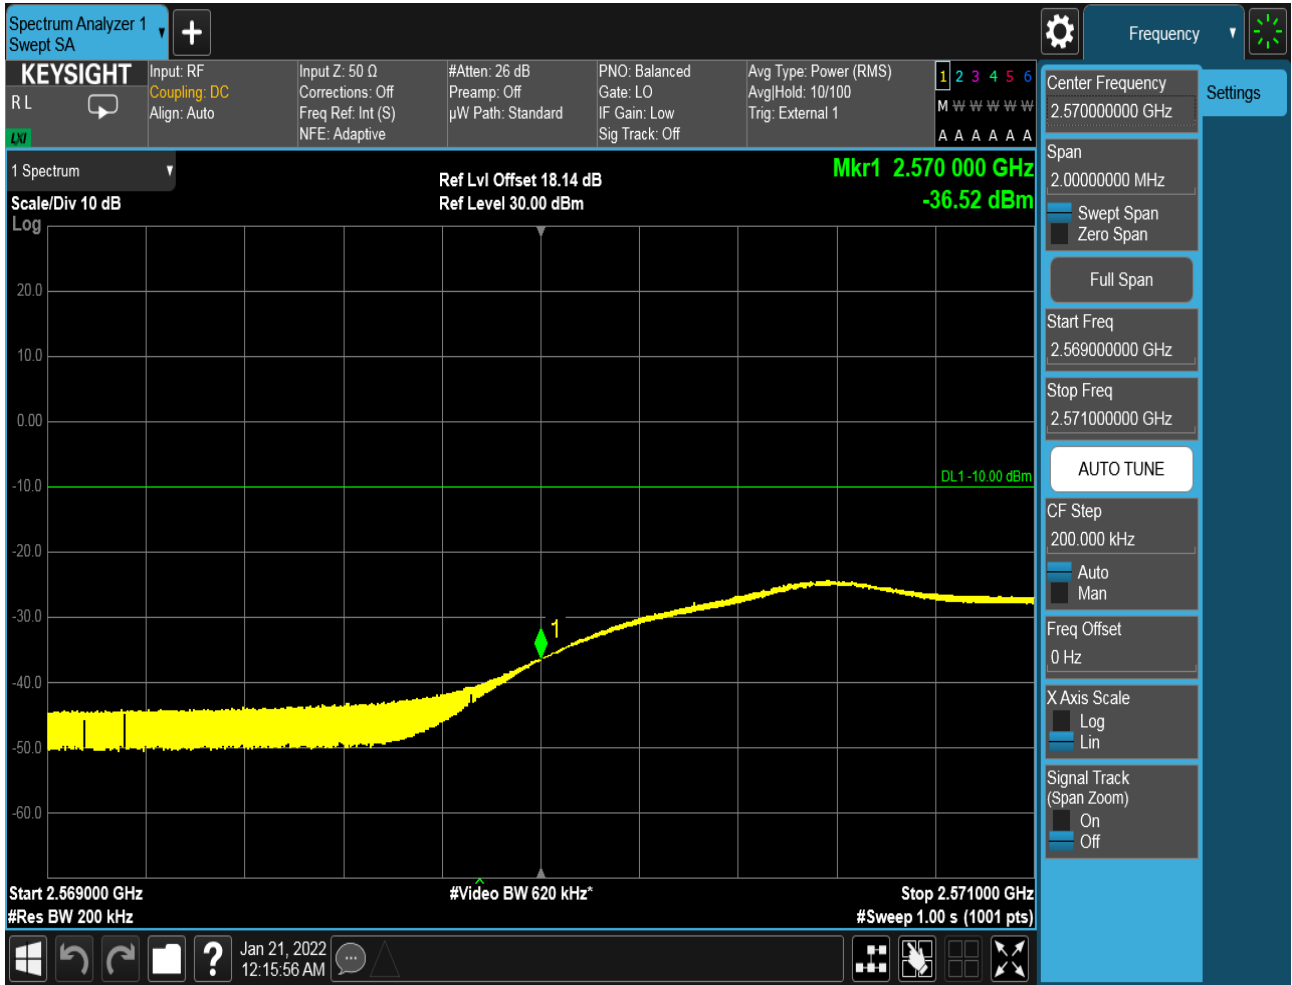 Spectrum Analyzer 1
Swept SA
Frequency
KEYSIGHT
R L
LXI
Input: RF
Coupling: DC
Align: Auto
Input Z: 50 Ω
Corrections: Off
Freq Ref: Int (S)
NFE: Adaptive
#Atten: 26 dB
Preamp: Off
µW Path: Standard
PNO: Balanced
Gate: LO
IF Gain: Low
Sig Track: Off
Avg Type: Power (RMS)
Avg|Hold: 10/100
Trig: External 1
1 2 3 4 5 6
M W W W W W
A A A A A A
1 Spectrum
Scale/Div 10 dB
Log
Ref Lvl Offset 18.14 dB
Ref Level 30.00 dBm
Mkr1 2.570 000 GHz
-36.52 dBm
20.0
10.0
0.00
-10.0
-20.0
-30.0
-40.0
-50.0
-60.0
DL1 -10.00 dBm
1
Start 2.569000 GHz
#Res BW 200 kHz
#Video BW 620 kHz*
Stop 2.571000 GHz
#Sweep 1.00 s (1001 pts)
Center Frequency
2.570000000 GHz
Settings
Span
2.00000000 MHz
Swept Span
Zero Span
Full Span
Start Freq
2.569000000 GHz
Stop Freq
2.571000000 GHz
AUTO TUNE
CF Step
200.000 kHz
Auto
Man
Freq Offset
0 Hz
X Axis Scale
Log
Lin
Signal Track
(Span Zoom)
On
Off
?
Jan 21, 2022
12:15:56 AM